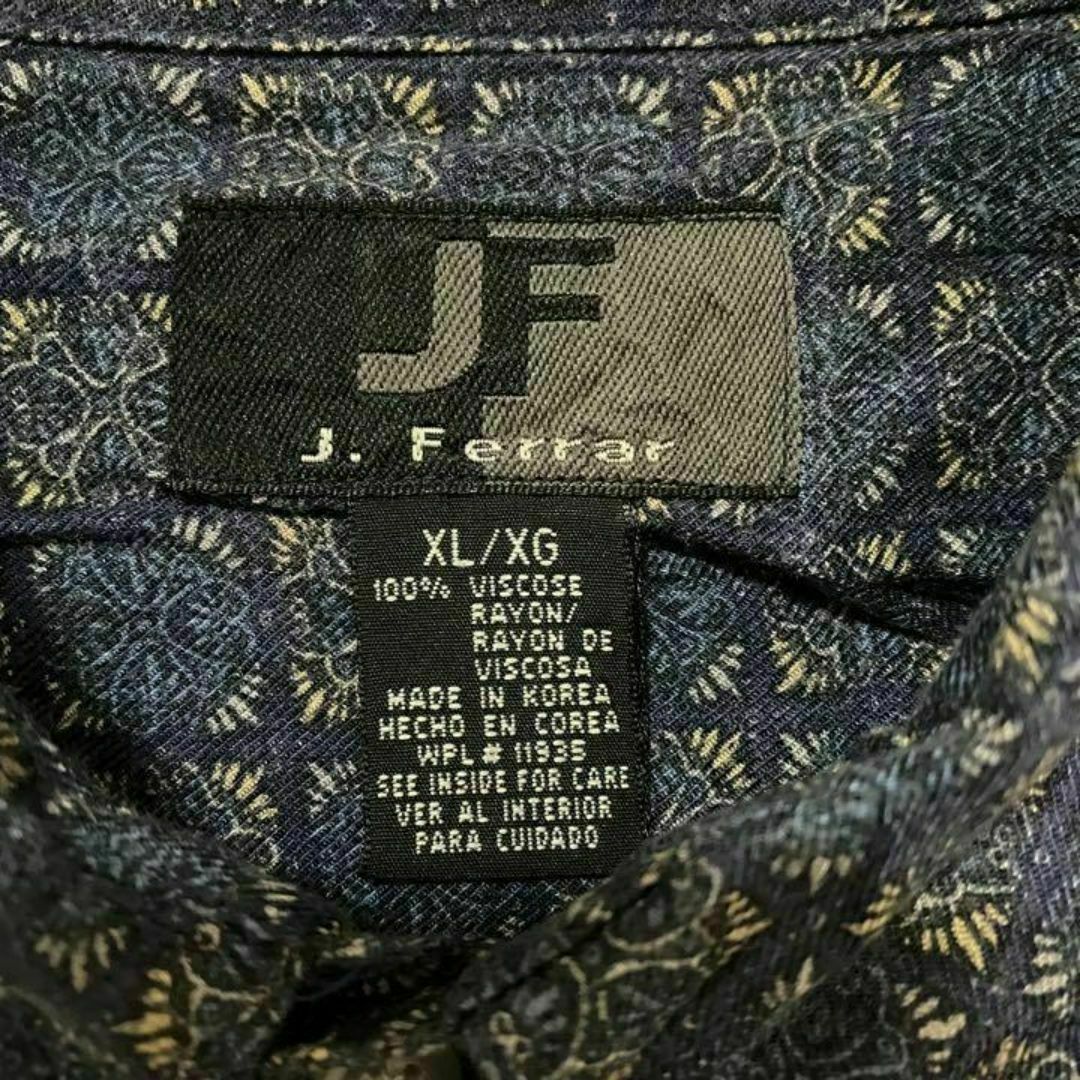 JF
J. Ferrar
XL/XG
100% VISCOSE
RAYON/
RAYON DE
VISCOSA
MADE IN KOREA
HECHO EN COREA
WPL # 11935
SEE INSIDE FOR CARE
VER AL INTERIOR
PARA CUIDADO